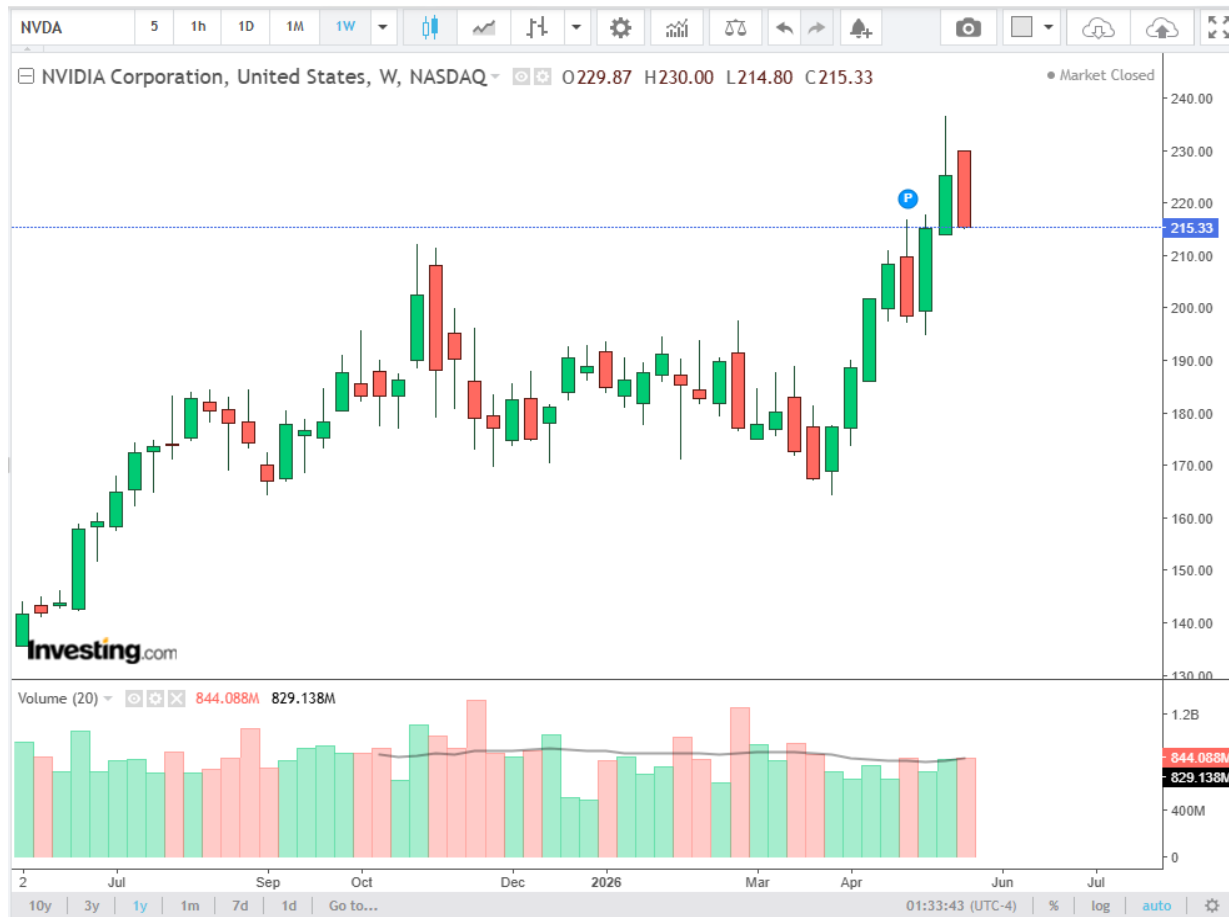 NVDA 5 1h 1D 1M 1W
NVIDIA Corporation, United States, W, NASDAQ O229.87 H230.00 L214.80 C215.33
Market Closed
240.00
230.00
P
220.00
215.33
210.00
200.00
190.00
180.00
170.00
160.00
150.00
140.00
Investing.com
130.00
Volume (20) 844.088M 829.138M
1.2B
844.088M
829.138M
400M
0
2 Jul Sep Oct Dec 2026 Mar Apr Jun Jul
10y 3y 1y 1m 7d 1d Go to... 01:33:43 (UTC-4) % log auto